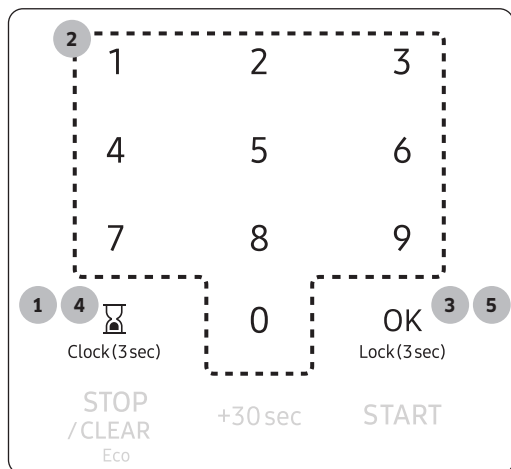 2
1 2 3
4 5 6
7 8 9
1 4 0 OK 3 5
Clock(3 sec) Lock(3 sec)
STOP
/CLEAR +30 sec START
Eco